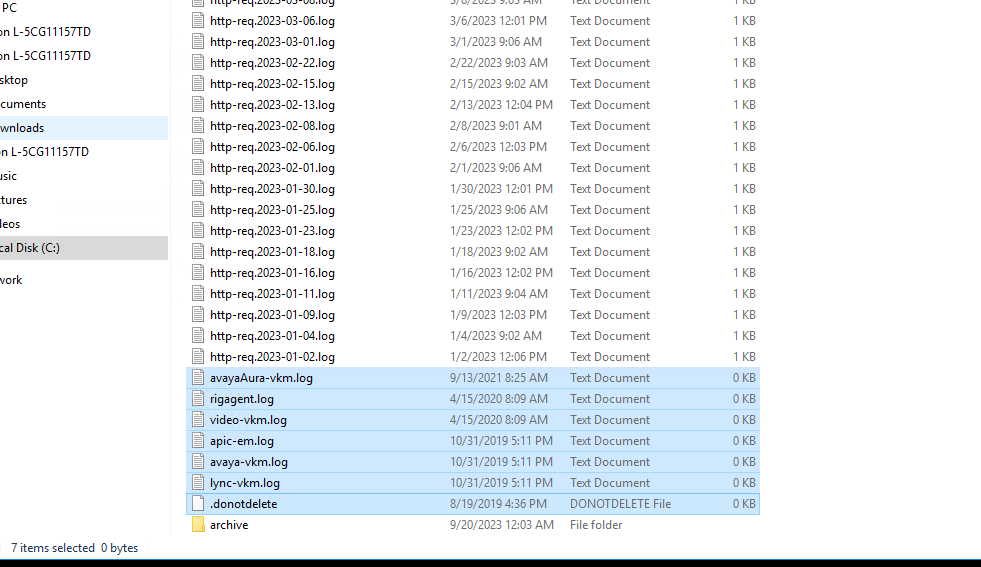 PC
on L-5CG11157TD
on L-5CG11157TD
sktop
cuments
wnloads
on L-5CG11157TD
usic
tures
leos
cal Disk (C:)
work
http-req.2023-03-06.log 3/6/2023 12:01 PM Text Document 1 KB
http-req.2023-03-01.log 3/1/2023 9:06 AM Text Document 1 KB
http-req.2023-02-22.log 2/22/2023 9:03 AM Text Document 1 KB
http-req.2023-02-15.log 2/15/2023 9:02 AM Text Document 1 KB
http-req.2023-02-13.log 2/13/2023 12:04 PM Text Document 1 KB
http-req.2023-02-08.log 2/8/2023 9:01 AM Text Document 1 KB
http-req.2023-02-06.log 2/6/2023 12:03 PM Text Document 1 KB
http-req.2023-02-01.log 2/1/2023 9:06 AM Text Document 1 KB
http-req.2023-01-30.log 1/30/2023 12:01 PM Text Document 1 KB
http-req.2023-01-25.log 1/25/2023 9:06 AM Text Document 1 KB
http-req.2023-01-23.log 1/23/2023 12:02 PM Text Document 1 KB
http-req.2023-01-18.log 1/18/2023 9:02 AM Text Document 1 KB
http-req.2023-01-16.log 1/16/2023 12:02 PM Text Document 1 KB
http-req.2023-01-11.log 1/11/2023 9:04 AM Text Document 1 KB
http-req.2023-01-09.log 1/9/2023 12:03 PM Text Document 1 KB
http-req.2023-01-04.log 1/4/2023 9:02 AM Text Document 1 KB
http-req.2023-01-02.log 1/2/2023 12:06 PM Text Document 1 KB
avayaAura-vkm.log 9/13/2021 8:25 AM Text Document 0 KB
rigagent.log 4/15/2020 8:09 AM Text Document 0 KB
video-vkm.log 4/15/2020 8:09 AM Text Document 0 KB
apic-em.log 10/31/2019 5:11 PM Text Document 0 KB
avaya-vkm.log 10/31/2019 5:11 PM Text Document 0 KB
lync-vkm.log 10/31/2019 5:11 PM Text Document 0 KB
.donotdelete 8/19/2019 4:36 PM DONOTDELETE File 0 KB
archive 9/20/2023 12:03 AM File folder
7 items selected 0 bytes